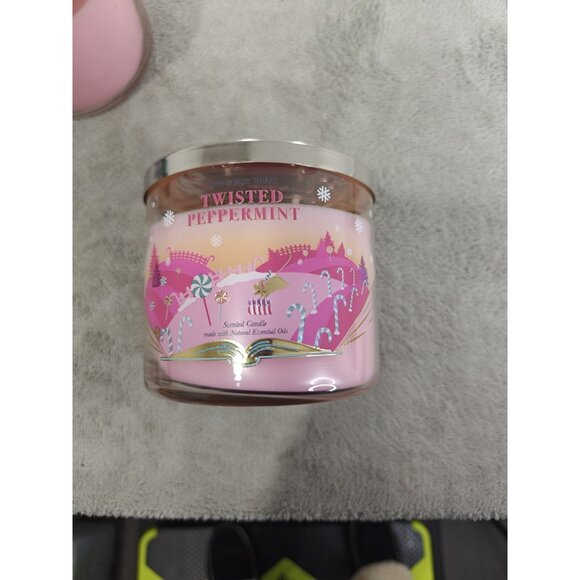 TWISTED
PEPPERMINT
Scented Candle
made with Natural Essential Oils